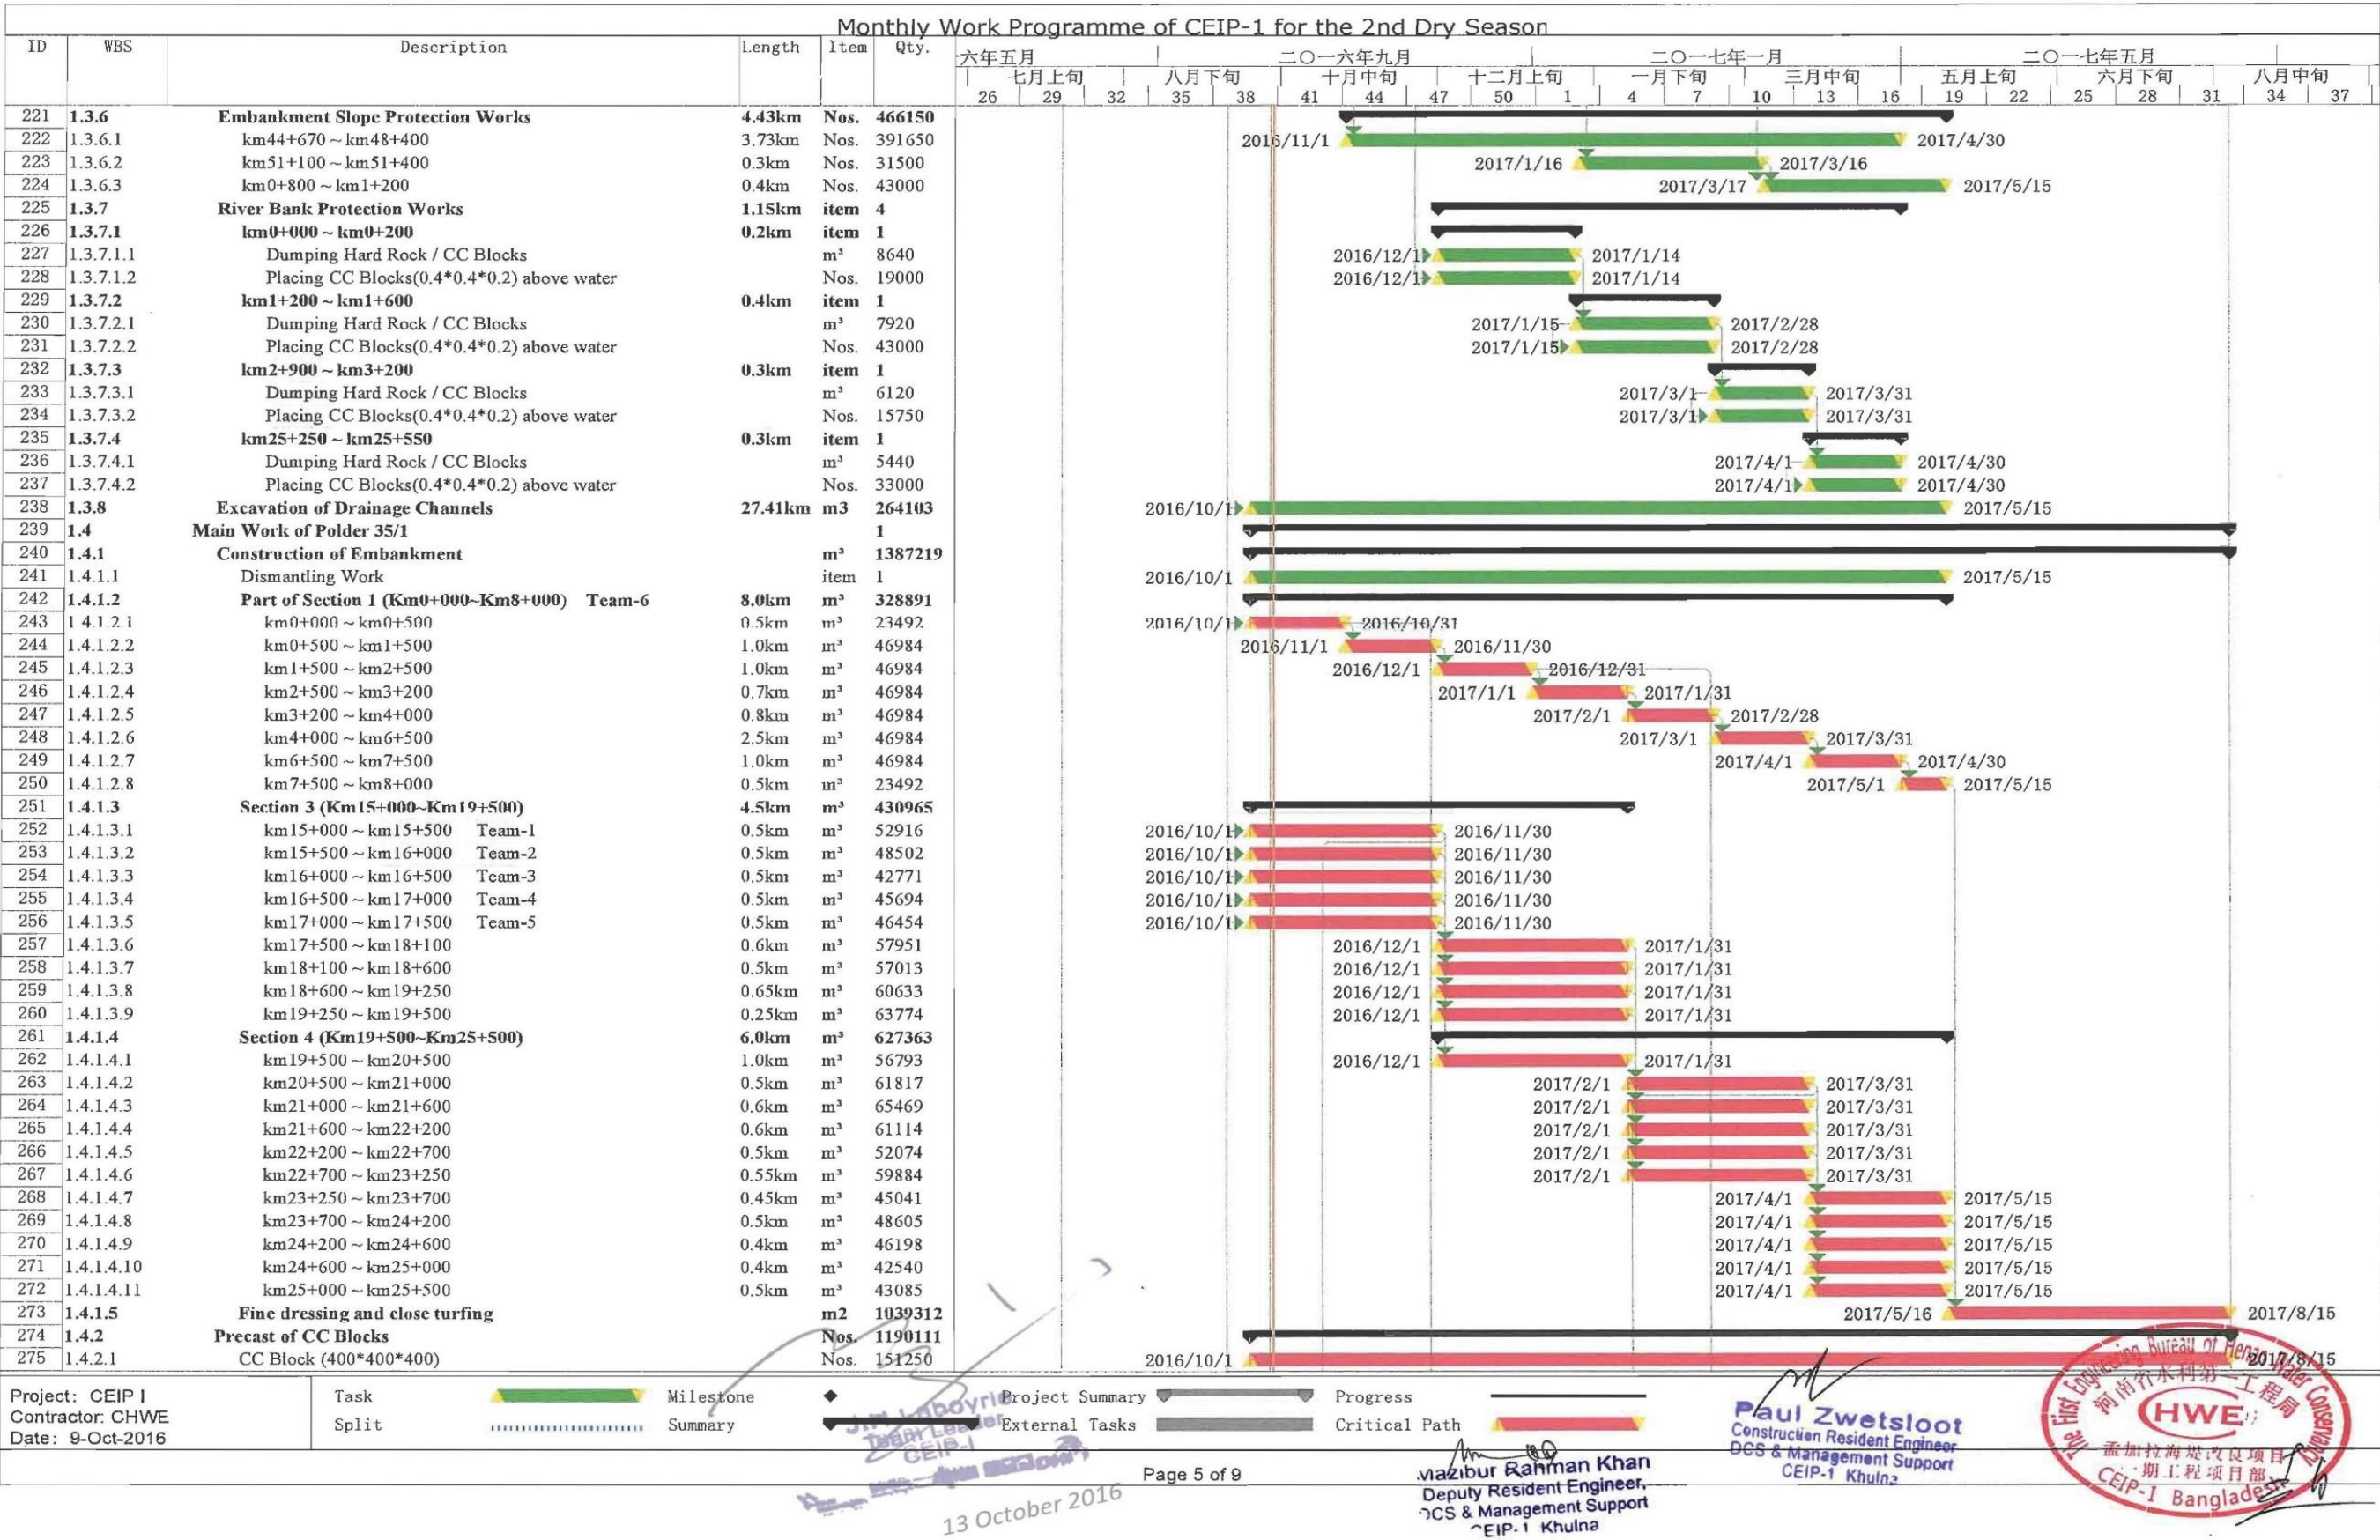 Monthly Work Programme of CEIP-1 for the 2nd Dry Season
ID WBS Description Length Item Qty.
六年五月 二〇一六年九月 二〇一七年一月 二〇一七年五月
七月上旬 八月下旬 十月中旬 十二月上旬 一月下旬 三月中旬 五月上旬 六月下旬 八月中旬
26 29 32 35 38 41 44 47 50 1 4 7 10 13 16 19 22 25 28 31 34 37
221 1.3.6 Embankment Slope Protection Works 4.43km Nos. 466150
222 1.3.6.1 km44+670~km48+400 3.73km Nos. 391650 2016/11/1 2017/4/30
223 1.3.6.2 km51+100~km51+400 0.3km Nos. 31500 2017/1/16 2017/3/16
224 1.3.6.3 km0+800~km1+200 0.4km Nos. 43000 2017/3/17 2017/5/15
225 1.3.7 River Bank Protection Works 1.15km item 4
226 1.3.7.1 km0+000~km0+200 0.2km item 1
227 1.3.7.1.1 Dumping Hard Rock / CC Blocks m³ 8640 2016/12/1 2017/1/14
228 1.3.7.1.2 Placing CC Blocks(0.4*0.4*0.2) above water Nos. 19000 2016/12/1 2017/1/14
229 1.3.7.2 km1+200~km1+600 0.4km item 1
230 1.3.7.2.1 Dumping Hard Rock / CC Blocks m³ 7920 2017/1/15 2017/2/28
231 1.3.7.2.2 Placing CC Blocks(0.4*0.4*0.2) above water Nos. 43000 2017/1/15 2017/2/28
232 1.3.7.3 km2+900~km3+200 0.3km item 1
233 1.3.7.3.1 Dumping Hard Rock / CC Blocks m³ 6120 2017/3/1 2017/3/31
234 1.3.7.3.2 Placing CC Blocks(0.4*0.4*0.2) above water Nos. 15750 2017/3/1 2017/3/31
235 1.3.7.4 km25+250~km25+550 0.3km item 1
236 1.3.7.4.1 Dumping Hard Rock / CC Blocks m³ 5440 2017/4/1 2017/4/30
237 1.3.7.4.2 Placing CC Blocks(0.4*0.4*0.2) above water Nos. 33000 2017/4/1 2017/4/30
238 1.3.8 Excavation of Drainage Channels 27.41km m3 264103 2016/10/1 2017/5/15
239 1.4 Main Work of Polder 35/1 1
240 1.4.1 Construction of Embankment m³ 1387219
241 1.4.1.1 Dismantling Work item 1 2016/10/1 2017/5/15
242 1.4.1.2 Part of Section 1 (Km0+000~Km8+000) Team-6 8.0km m³ 328891
243 1.4.1.2.1 km0+000~km0+500 0.5km m³ 23492 2016/10/1 2016/10/31
244 1.4.1.2.2 km0+500~km1+500 1.0km m³ 46984 2016/11/1 2016/11/30
245 1.4.1.2.3 km1+500~km2+500 1.0km m³ 46984 2016/12/1 2016/12/31
246 1.4.1.2.4 km2+500~km3+200 0.7km m³ 46984 2017/1/1 2017/1/31
247 1.4.1.2.5 km3+200~km4+000 0.8km m³ 46984 2017/2/1 2017/2/28
248 1.4.1.2.6 km4+000~km6+500 2.5km m³ 46984 2017/3/1 2017/3/31
249 1.4.1.2.7 km6+500~km7+500 1.0km m³ 46984 2017/4/1 2017/4/30
250 1.4.1.2.8 km7+500~km8+000 0.5km m³ 23492 2017/5/1 2017/5/15
251 1.4.1.3 Section 3 (Km15+000~Km19+500) 4.5km m³ 430965
252 1.4.1.3.1 km15+000~km15+500 Team-1 0.5km m³ 52916 2016/10/1 2016/11/30
253 1.4.1.3.2 km15+500~km16+000 Team-2 0.5km m³ 48502 2016/10/1 2016/11/30
254 1.4.1.3.3 km16+000~km16+500 Team-3 0.5km m³ 42771 2016/10/1 2016/11/30
255 1.4.1.3.4 km16+500~km17+000 Team-4 0.5km m³ 45694 2016/10/1 2016/11/30
256 1.4.1.3.5 km17+000~km17+500 Team-5 0.5km m³ 46454 2016/10/1 2016/11/30
257 1.4.1.3.6 km17+500~km18+100 0.6km m³ 57951 2016/12/1 2017/1/31
258 1.4.1.3.7 km18+100~km18+600 0.5km m³ 57013 2016/12/1 2017/1/31
259 1.4.1.3.8 km18+600~km19+250 0.65km m³ 60633 2016/12/1 2017/1/31
260 1.4.1.3.9 km19+250~km19+500 0.25km m³ 63774 2016/12/1 2017/1/31
261 1.4.1.4 Section 4 (Km19+500~Km25+500) 6.0km m³ 627363
262 1.4.1.4.1 km19+500~km20+500 1.0km m³ 56793 2016/12/1 2017/1/31
263 1.4.1.4.2 km20+500~km21+000 0.5km m³ 61817 2017/2/1 2017/3/31
264 1.4.1.4.3 km21+000~km21+600 0.6km m³ 65469 2017/2/1 2017/3/31
265 1.4.1.4.4 km21+600~km22+200 0.6km m³ 61114 2017/2/1 2017/3/31
266 1.4.1.4.5 km22+200~km22+700 0.5km m³ 52074 2017/2/1 2017/3/31
267 1.4.1.4.6 km22+700~km23+250 0.55km m³ 59884 2017/2/1 2017/3/31
268 1.4.1.4.7 km23+250~km23+700 0.45km m³ 45041 2017/4/1 2017/5/15
269 1.4.1.4.8 km23+700~km24+200 0.5km m³ 48605 2017/4/1 2017/5/15
270 1.4.1.4.9 km24+200~km24+600 0.4km m³ 46198 2017/4/1 2017/5/15
271 1.4.1.4.10 km24+600~km25+000 0.4km m³ 42540 2017/4/1 2017/5/15
272 1.4.1.4.11 km25+000~km25+500 0.5km m³ 43085 2017/4/1 2017/5/15
273 1.4.1.5 Fine dressing and close turfing m2 1039312 2017/5/16 2017/8/15
274 1.4.2 Precast of CC Blocks Nos. 1190111
275 1.4.2.1 CC Block (400*400*400) Nos. 151250 2016/10/1 2017/8/15
Project: CEIP I
Contractor: CHWE
Date: 9-Oct-2016
Task Milestone Project Summary Progress
Split Summary External Tasks Critical Path
Team Leader
CEIP-I
13 October 2016
Page 5 of 9
Mazibur Rahman Khan
Deputy Resident Engineer,
DCS & Management Support
CEIP-1 Khulna
Paul Zwetsloot
Construction Resident Engineer
DCS & Management Support
CEIP-1 Khulna
The First Engineering Bureau of Henan Water Conservancy
河南省水利第一工程局
HWE
孟加拉海堤改良项目
一期工程项目部
CEIP-1 Bangladesh